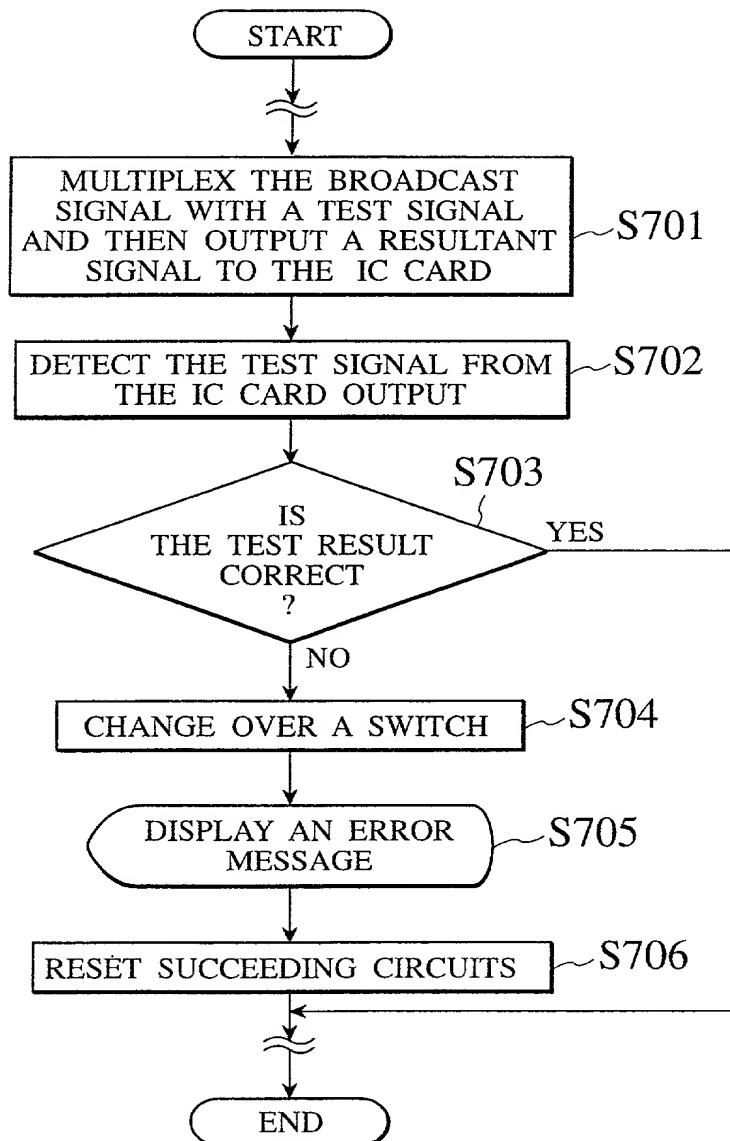 START
MULTIPLEX THE BROADCAST
SIGNAL WITH A TEST SIGNAL
AND THEN OUTPUT A RESULTANT
SIGNAL TO THE IC CARD
S701
DETECT THE TEST SIGNAL FROM
THE IC CARD OUTPUT
S702
S703
IS
THE TEST RESULT
CORRECT
?
YES
NO
CHANGE OVER A SWITCH
S704
DISPLAY AN ERROR
MESSAGE
S705
RESET SUCCEEDING CIRCUITS
S706
END